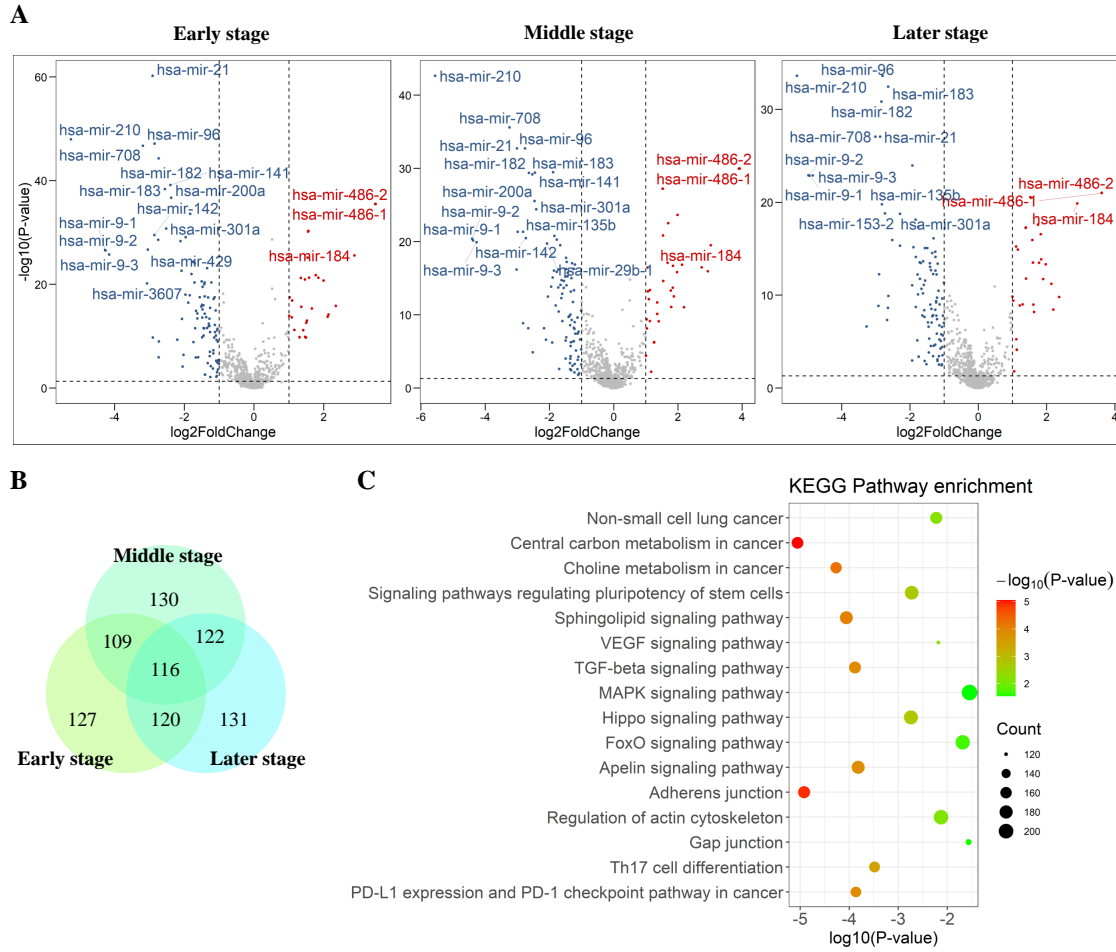 A
Early stage
Middle stage
Later stage
hsa-mir-21
hsa-mir-210
hsa-mir-96
hsa-mir-708
hsa-mir-182
hsa-mir-141
hsa-mir-183
hsa-mir-200a
hsa-mir-142
hsa-mir-9-1
hsa-mir-301a
hsa-mir-9-2
hsa-mir-9-3
hsa-mir-429
hsa-mir-3607
hsa-mir-486-2
hsa-mir-486-1
hsa-mir-184
60
40
20
0
-log10(P-value)
-4
-2
0
2
log2FoldChange
hsa-mir-210
hsa-mir-708
hsa-mir-21
hsa-mir-96
hsa-mir-182
hsa-mir-183
hsa-mir-141
hsa-mir-200a
hsa-mir-301a
hsa-mir-9-2
hsa-mir-9-1
hsa-mir-135b
hsa-mir-142
hsa-mir-9-3
hsa-mir-29b-1
hsa-mir-486-2
hsa-mir-486-1
hsa-mir-184
40
30
20
10
0
-6
-4
-2
0
2
4
log2FoldChange
hsa-mir-96
hsa-mir-210
hsa-mir-183
hsa-mir-182
hsa-mir-708
hsa-mir-21
hsa-mir-9-2
hsa-mir-9-3
hsa-mir-9-1
hsa-mir-135b
hsa-mir-153-2
hsa-mir-301a
hsa-mir-486-2
hsa-mir-486-1
hsa-mir-184
30
20
10
0
-4
-2
0
2
4
log2FoldChange
B
Middle stage
130
109
122
116
127
120
131
Early stage
Later stage
C
KEGG Pathway enrichment
Non-small cell lung cancer
Central carbon metabolism in cancer
Choline metabolism in cancer
Signaling pathways regulating pluripotency of stem cells
Sphingolipid signaling pathway
VEGF signaling pathway
TGF-beta signaling pathway
MAPK signaling pathway
Hippo signaling pathway
FoxO signaling pathway
Apelin signaling pathway
Adherens junction
Regulation of actin cytoskeleton
Gap junction
Th17 cell differentiation
PD-L1 expression and PD-1 checkpoint pathway in cancer
-5
-4
-3
-2
-1
log10(P-value)
−log₁₀(P-value)
5
4
3
2
Count
120
140
160
180
200